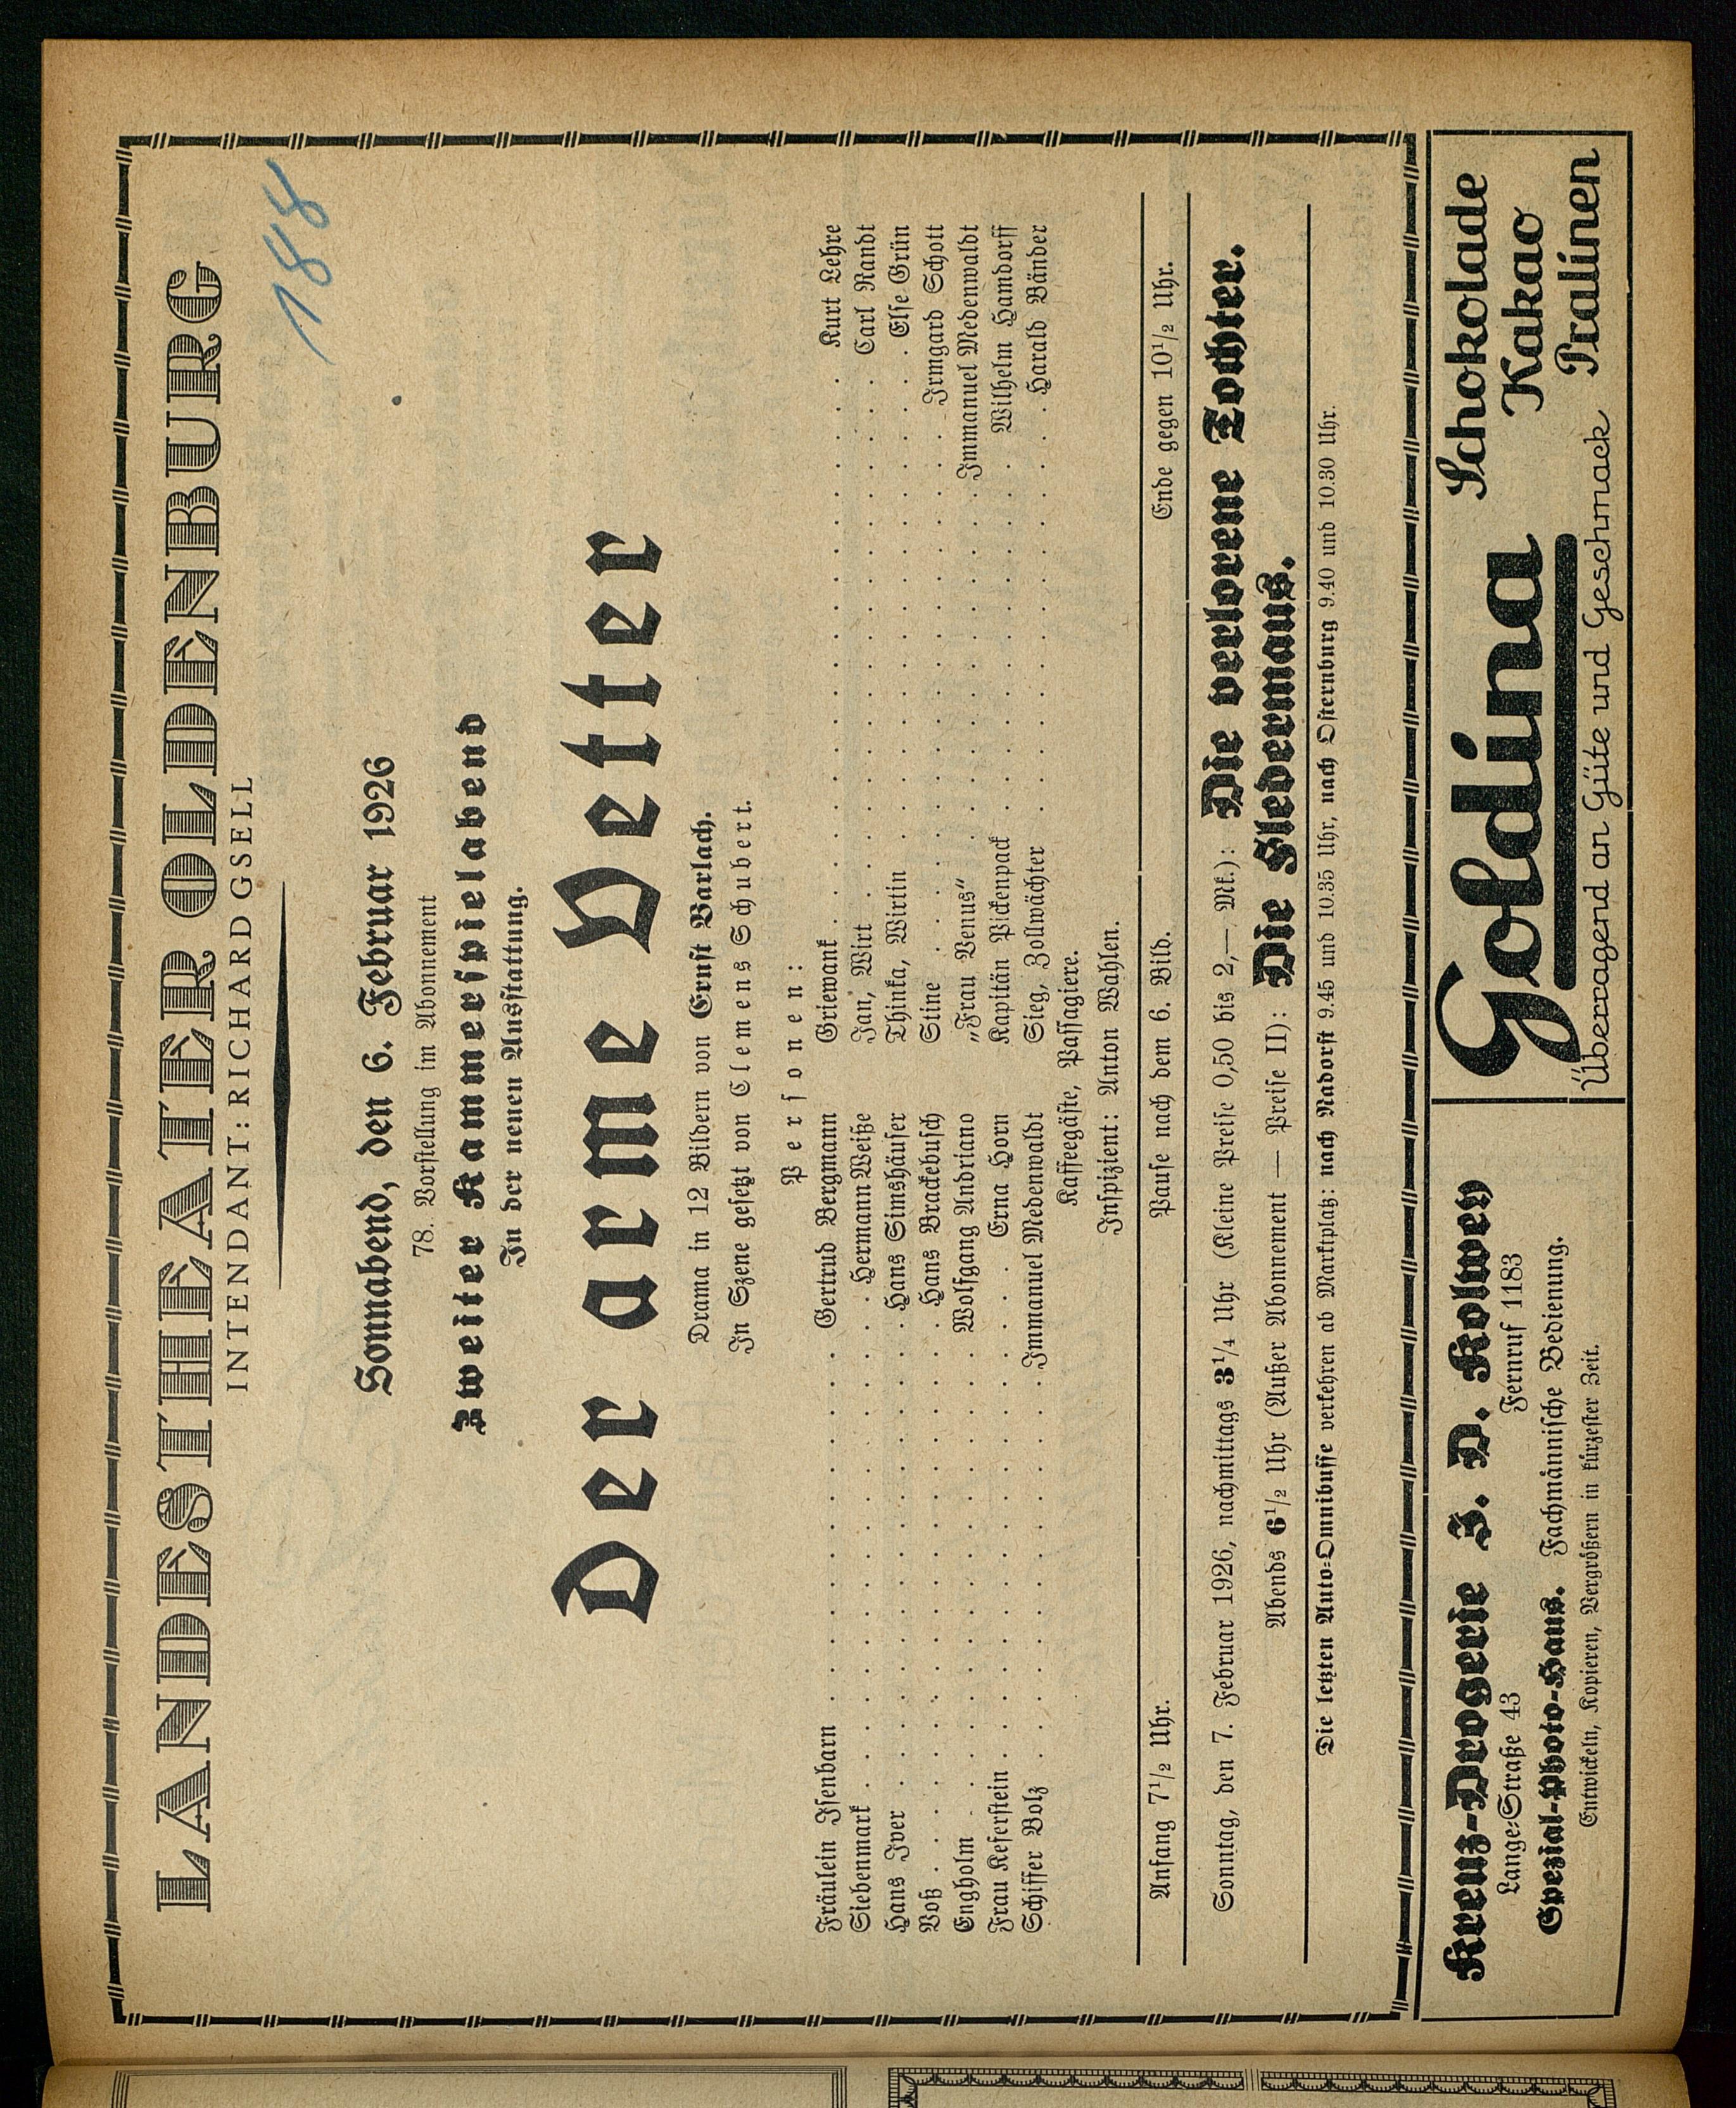 LANDESTHEATER OLDENBURG
INTENDANT: RICHARD GSELL
188
Sonnabend, den 6. Februar 1926
78. Vorstellung im Abonnement
Zweiter Kammerspielabend
In der neuen Ausstattung.
Der arme Vetter
Drama in 12 Bildern von Ernst Barlach.
In Szene gesetzt von Clemens Schubert.
Personen:
Fräulein Isenbarn . . . . . . . . . . Gertrud Bergmann
Siebenmark . . . . . . . . . . Hermann Weiße
Hans Iver . . . . . . . . . . Hans Simshäuser
Voß . . . . . . . . . . Hans Brackebusch
Engholm . . . . . . . . . . Wolfgang Andriano
Frau Keferstein . . . . . . . . . . Erna Horn
Schiffer Bolz . . . . . . . . . . Immanuel Medenwaldt
Griewank . . . . . . . . . . Kurt Lehre
Jan, Wirt . . . . . . . . . . Carl Randt
Thinka, Wirtin . . . . . . . . . . Else Grün
Stine . . . . . . . . . . Irmgard Schott
„Frau Venus“ . . . . . . . . . . Immanuel Medenwaldt
Kapitän Pickenpack . . . . . . . . . . Wilhelm Hamdorff
Sieg, Zollwächter . . . . . . . . . . Harald Bänder
Kaffeegäste, Passagiere.
Inspizient: Anton Wahlen.
Anfang 7½ Uhr. Pause nach dem 6. Bild. Ende gegen 10½ Uhr.
Sonntag, den 7. Februar 1926, nachmittags 3¼ Uhr (Kleine Preise 0,50 bis 2,— Mk.): Die verlorene Tochter.
Abends 6½ Uhr (Außer Abonnement — Preise II): Die Fledermaus.
Die letzten Auto-Omnibusse verkehren ab Marktplatz: nach Nadorst 9.45 und 10.35 Uhr, nach Osternburg 9.40 und 10.30 Uhr.
Kreuz-Drogerie J. D. Kolwey
Lange-Straße 43 Fernruf 1183
Spezial-Photo-Haus. Fachmännische Bedienung.
Entwickeln, Kopieren, Vergrößern in kürzester Zeit.
Goldina Schokolade
Kakao
Pralinen
Überragend an Güte und Geschmack